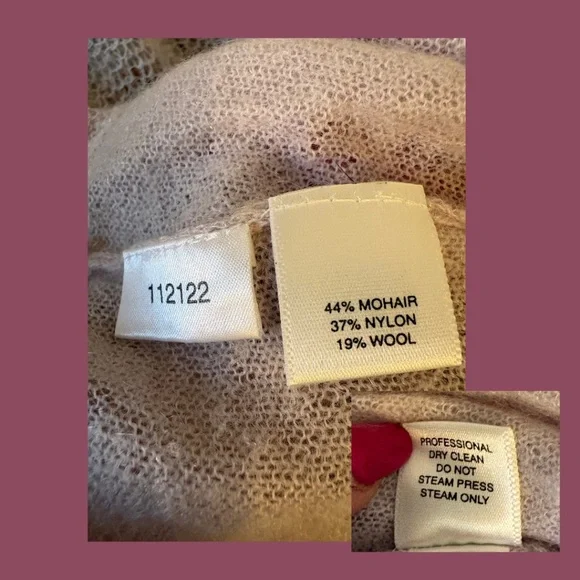 112122
44% MOHAIR
37% NYLON
19% WOOL
PROFESSIONAL
DRY CLEAN
DO NOT
STEAM PRESS
STEAM ONLY